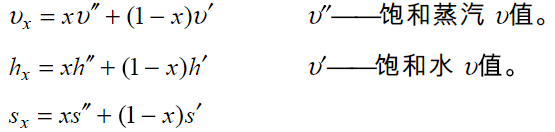 υₓ = xυ″ + (1 − x)υ′ υ″——饱和蒸汽 υ值。
hₓ = xh″ + (1 − x)h′ υ′——饱和水 υ值。
sₓ = xs″ + (1 − x)s′